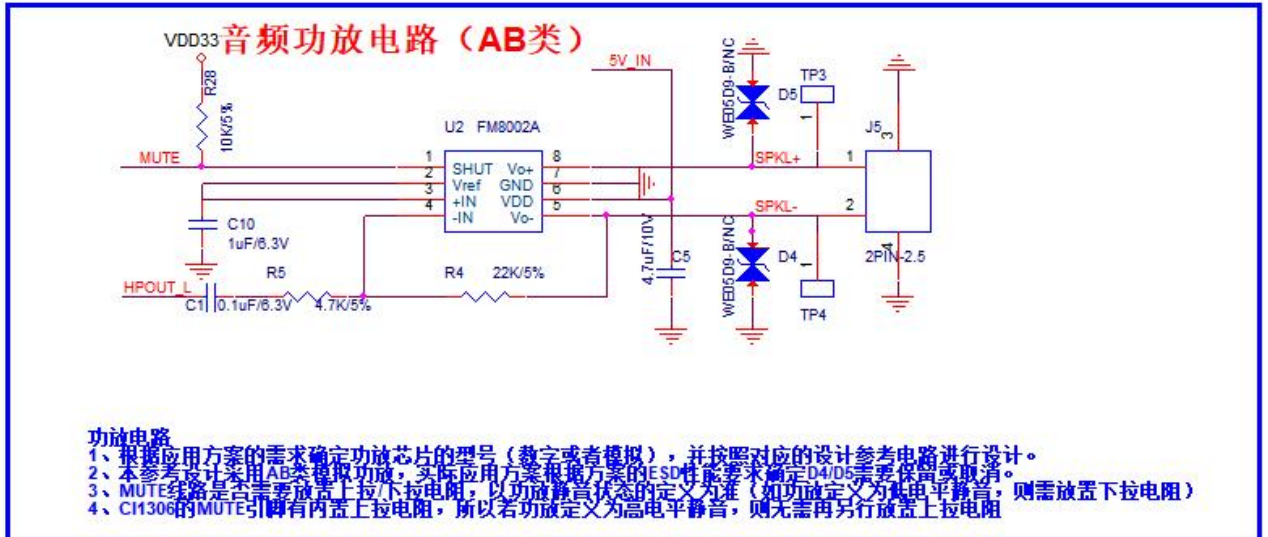 VDD33 音频功放电路（AB类）
R28
10K/5%
MUTE
5V_IN
U2 FM8002A
1 SHUT Vo+ 8
2 Vref GND 7
3 +IN VDD 6
4 -IN Vo- 5
C10
1uF/6.3V
HPOUT_L
C1 0.1uF/6.3V
R5
4.7K/5%
R4 22K/5%
4.7uF/10V
C5
WE05D9-B/NC
D5
TP3
1
SPKL+
SPKL-
WE05D9-B/NC
D4
1
TP4
J5
3
1
2
4
2PIN-2.5
功放电路
1、根据应用方案的需求确定功放芯片的型号（数字或者模拟），并按照对应的设计参考电路进行设计。
2、本参考设计采用AB类模拟功放，实际应用方案根据方案的ESD性能要求确定D4/D5需要保留或取消。
3、MUTE线路是否需要放置上拉/下拉电阻，以功放静音状态的定义为准（如功放定义为低电平静音，则需放置下拉电阻）
4、CI1306的MUTE引脚有内置上拉电阻，所以若功放定义为高电平静音，则无需再另行放置上拉电阻